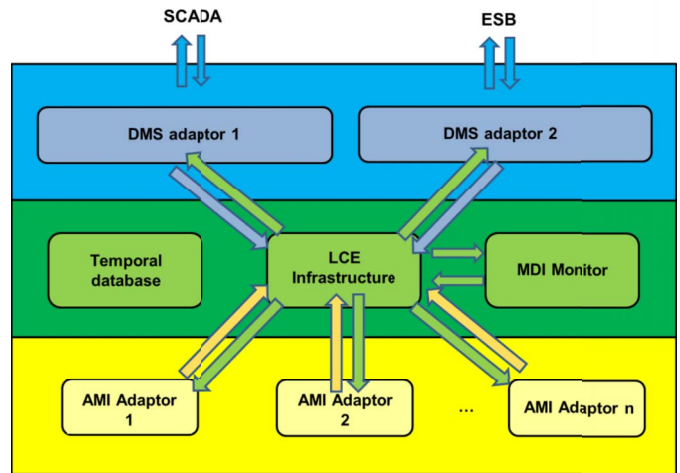 SCADA
ESB
DMS adaptor 1
DMS adaptor 2
Temporal
database
LCE
Infrastructure
MDI Monitor
AMI Adaptor
1
AMI Adaptor
2
...
AMI Adaptor n